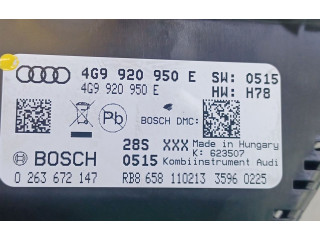 4G9 920 950 E SW: 0515
4G9 920 950 E HW: H78
Pb BOSCH DMC:
28S XXX Made in Hungary
K: 623507
BOSCH 0515 Kombiinstrument Audi
0 263 672 147 RB8 658 110213 3596 0225